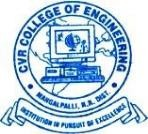 CVR COLLEGE OF ENGINEERING
MANGALPALLI, R.R. DIST.
INSTITUTION IN PURSUIT OF EXCELLENCE